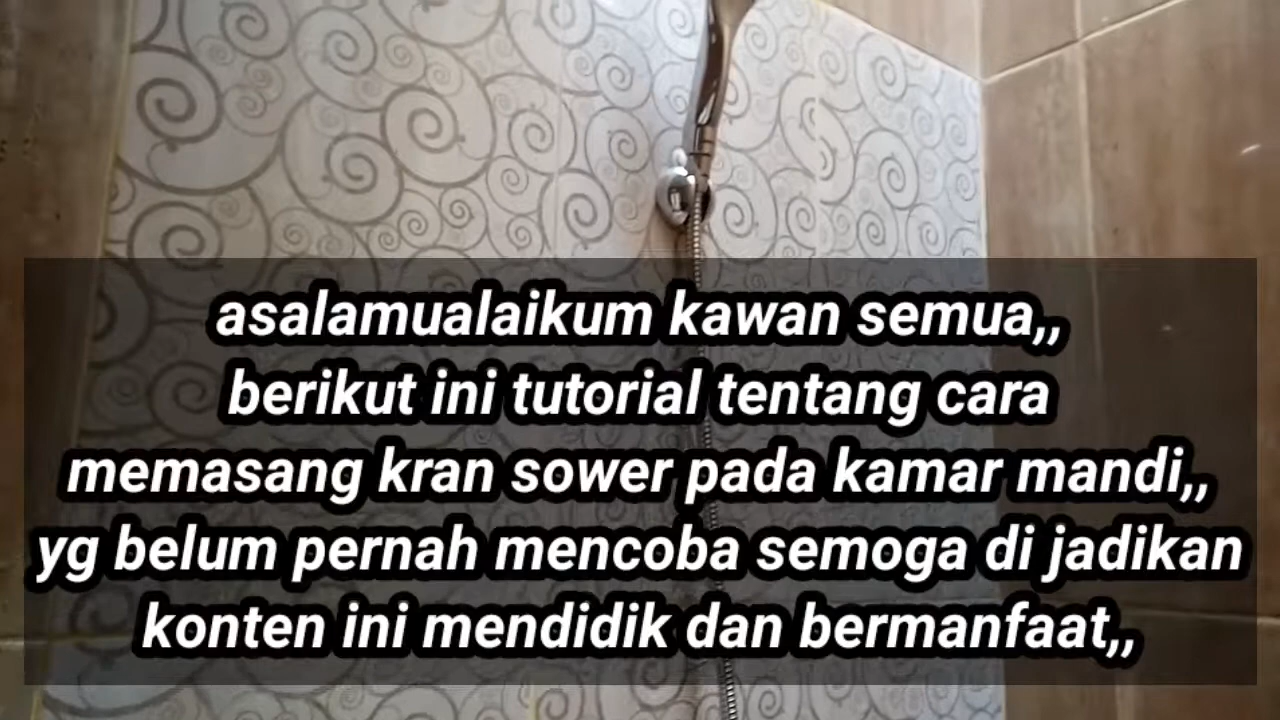 asalamualaikum kawan semua,,
berikut ini tutorial tentang cara
memasang kran sower pada kamar mandi,,
yg belum pernah mencoba semoga di jadikan
konten ini mendidik dan bermanfaat,,